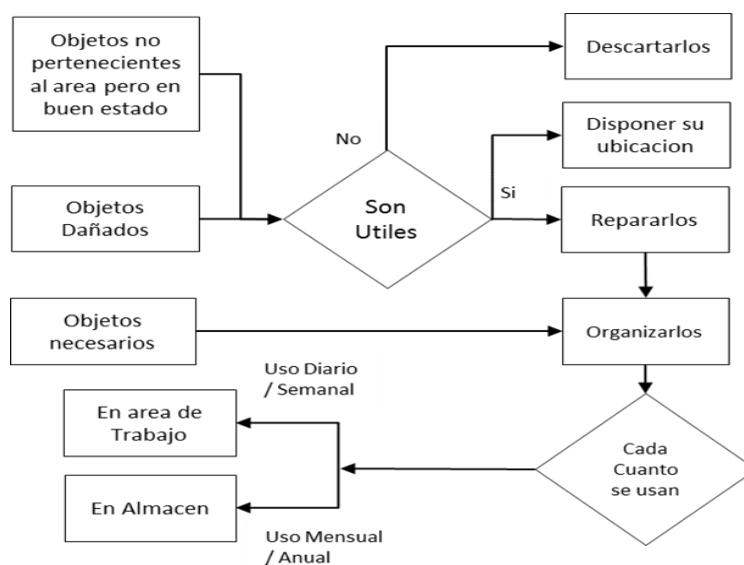 Objetos no
pertenecientes
al area pero en
buen estado
Descartarlos
No
Disponer su
ubicacion
Si
Objetos
Dañados
Son
Utiles
Repararlos
Objetos
necesarios
Organizarlos
Uso Diario
/ Semanal
En area de
Trabajo
Cada
Cuanto
se usan
En Almacen
Uso Mensual
/ Anual